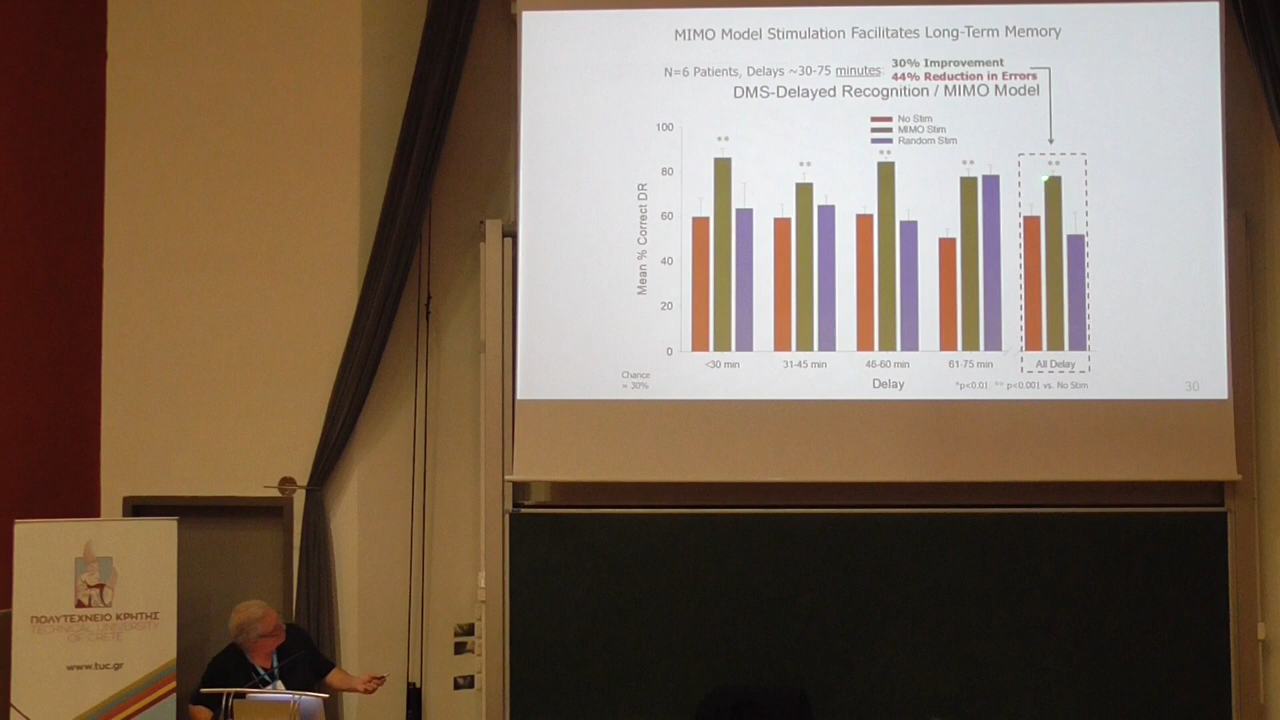 MIMO Model Stimulation Facilitates Long-Term Memory
N=6 Patients, Delays ~30-75 minutes:
30% Improvement
44% Reduction in Errors
DMS-Delayed Recognition / MIMO Model
No Stim
MIMO Stim
Random Stim
100
80
60
40
20
0
Mean % Correct DR
**
**
**
**
**
<30 min
31-45 min
46-60 min
61-75 min
All Delay
Chance
= 30%
Delay
*p<0.01 ** p<0.001 vs. No Stim
30
ΠΟΛΥΤΕΧΝΕΙΟ ΚΡΗΤΗΣ
TECHNICAL UNIVERSITY
OF CRETE
www.tuc.gr